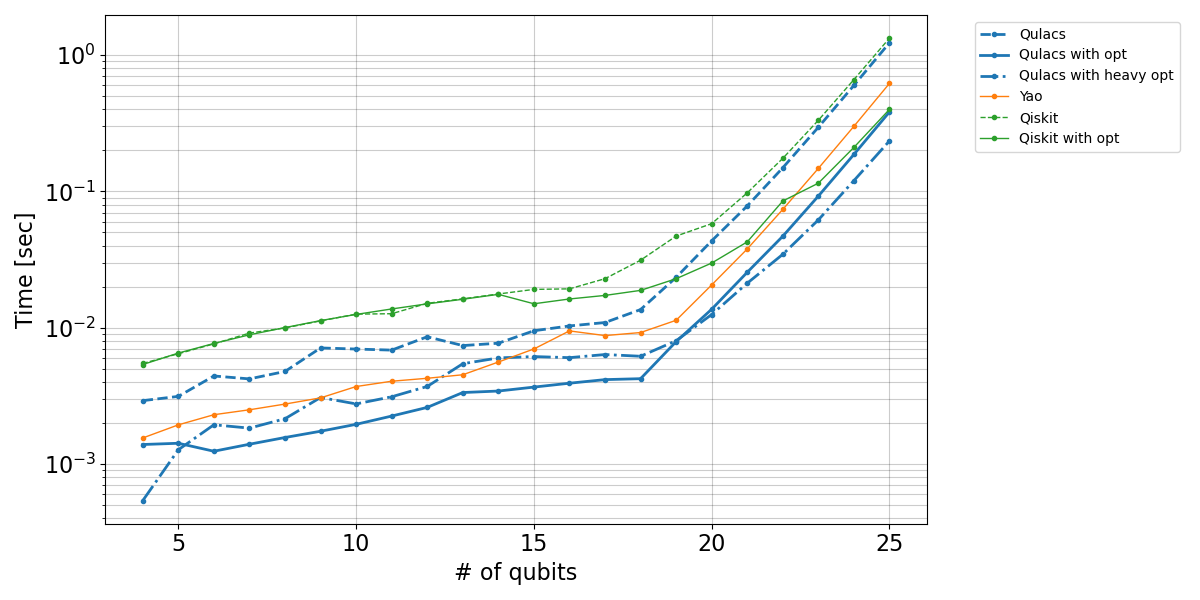 Time [sec]
10^0
10^−1
10^−2
10^−3
5 10 15 20 25
# of qubits
Qulacs
Qulacs with opt
Qulacs with heavy opt
Yao
Qiskit
Qiskit with opt